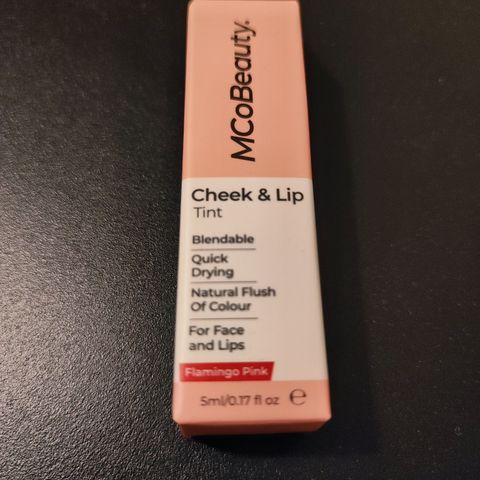 MCoBeauty.
Cheek & Lip
Tint
Blendable
Quick
Drying
Natural Flush
Of Colour
For Face
and Lips
Flamingo Pink
5ml/0.17 fl oz ℮